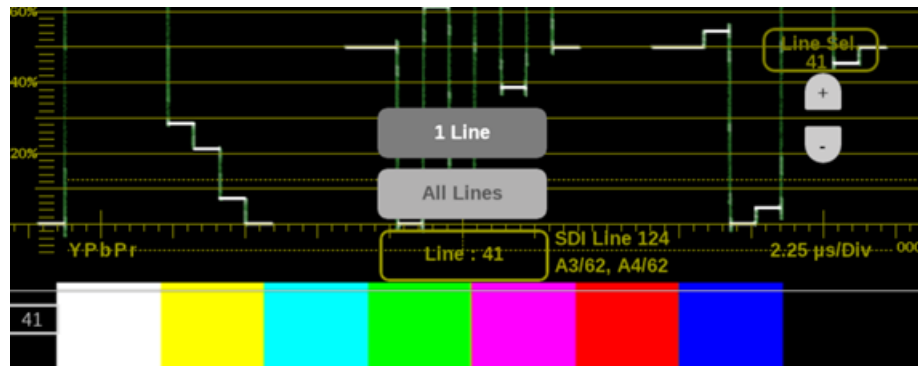 60%
Line Sel
41
40%
+
1 Line
-
20%
All Lines
YPbPr
Line : 41
SDI Line 124
A3/62, A4/62
2.25 µs/Div
000
41